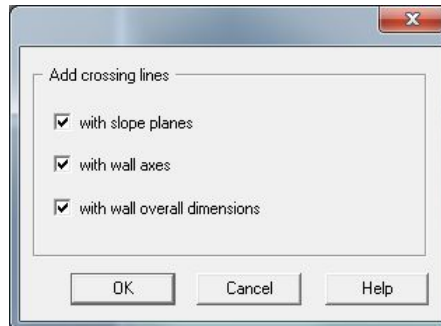 Add crossing lines
with slope planes
with wall axes
with wall overall dimensions
OK Cancel Help